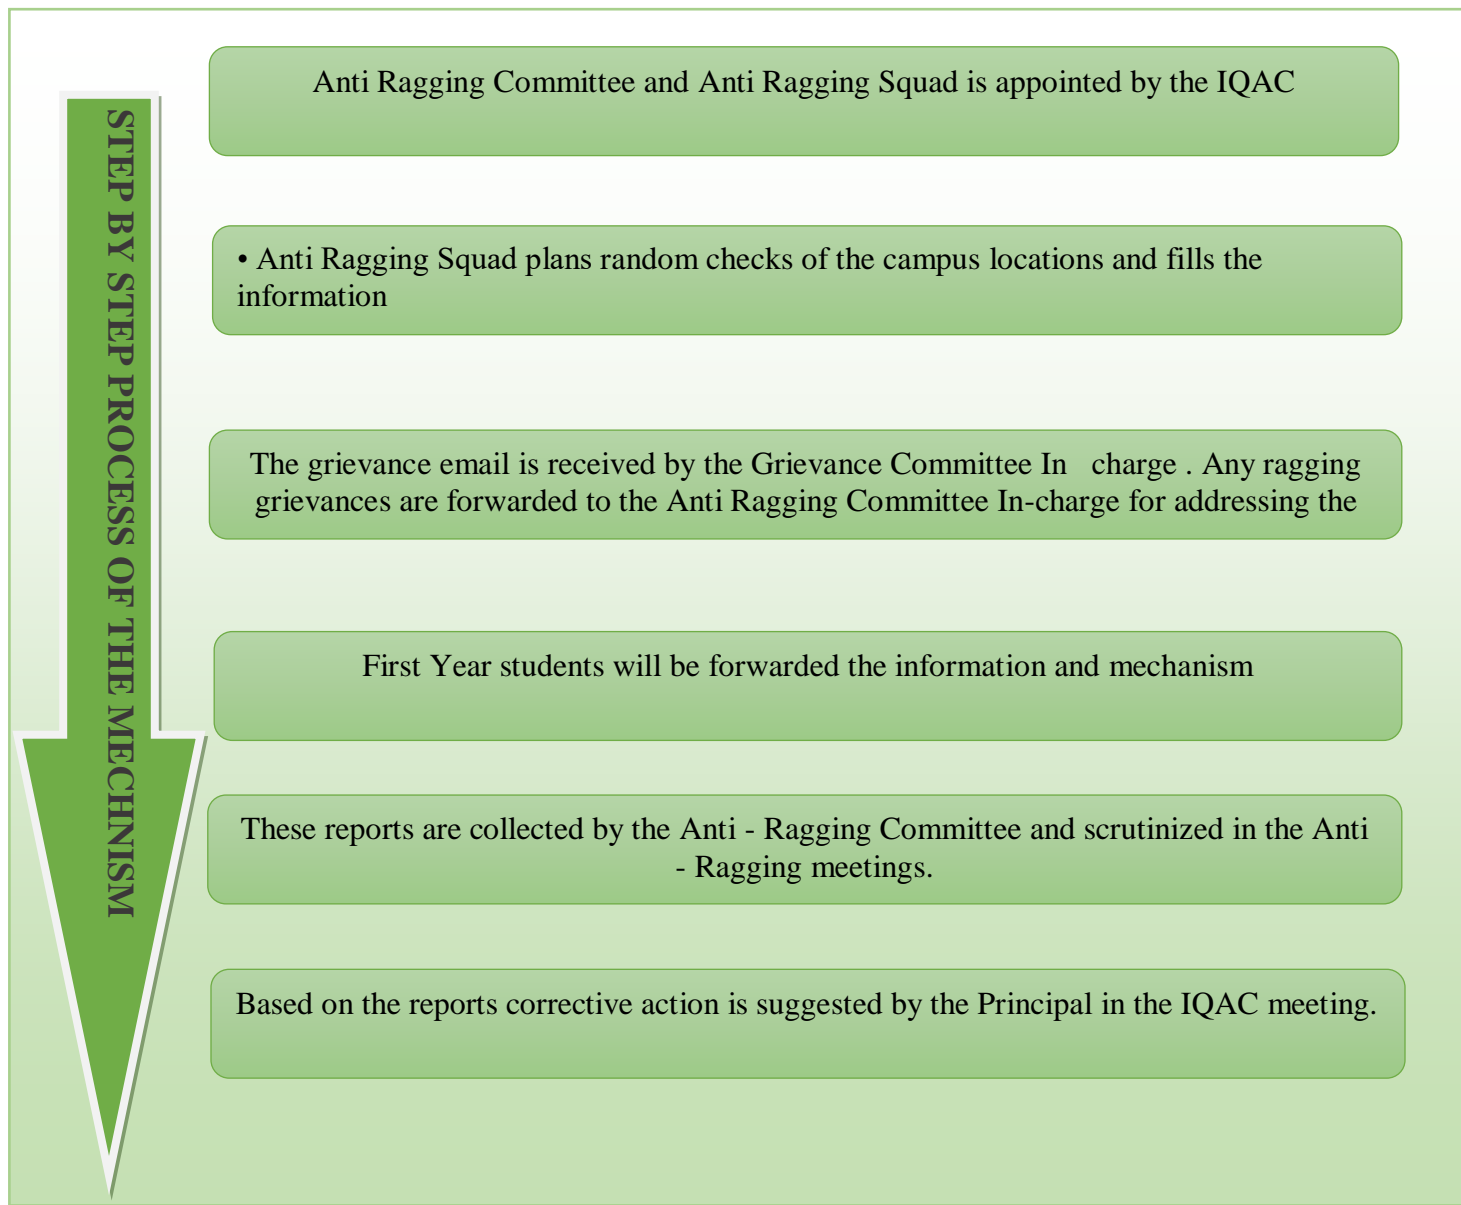 STEP BY STEP PROCESS OF THE MECHNISM
Anti Ragging Committee and Anti Ragging Squad is appointed by the IQAC
• Anti Ragging Squad plans random checks of the campus locations and fills the
information
The grievance email is received by the Grievance Committee In charge . Any ragging
grievances are forwarded to the Anti Ragging Committee In-charge for addressing the
First Year students will be forwarded the information and mechanism
These reports are collected by the Anti - Ragging Committee and scrutinized in the Anti
- Ragging meetings.
Based on the reports corrective action is suggested by the Principal in the IQAC meeting.